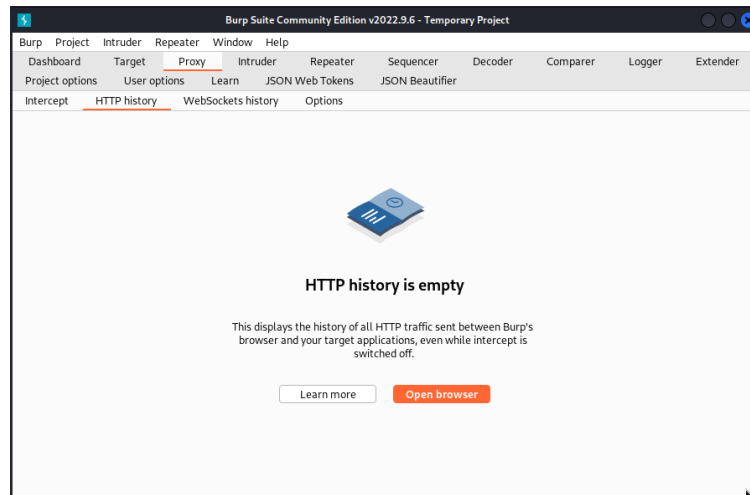 Burp Suite Community Edition v2022.9.6 - Temporary Project
Burp Project Intruder Repeater Window Help
Dashboard Target Proxy Intruder Repeater Sequencer Decoder Comparer Logger Extender
Project options User options Learn JSON Web Tokens JSON Beautifier
Intercept HTTP history WebSockets history Options
HTTP history is empty
This displays the history of all HTTP traffic sent between Burp's
browser and your target applications, even while intercept is
switched off.
Learn more Open browser